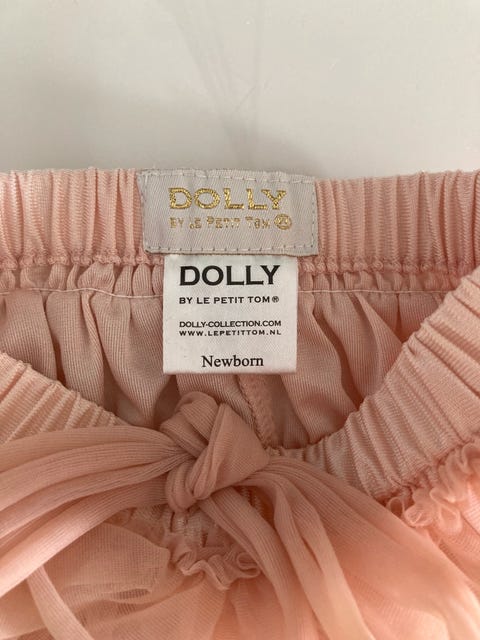 DOLLY
BY LE PETIT TOM ®
DOLLY
BY LE PETIT TOM®
DOLLY-COLLECTION.COM
WWW.LEPETITTOM.NL
Newborn